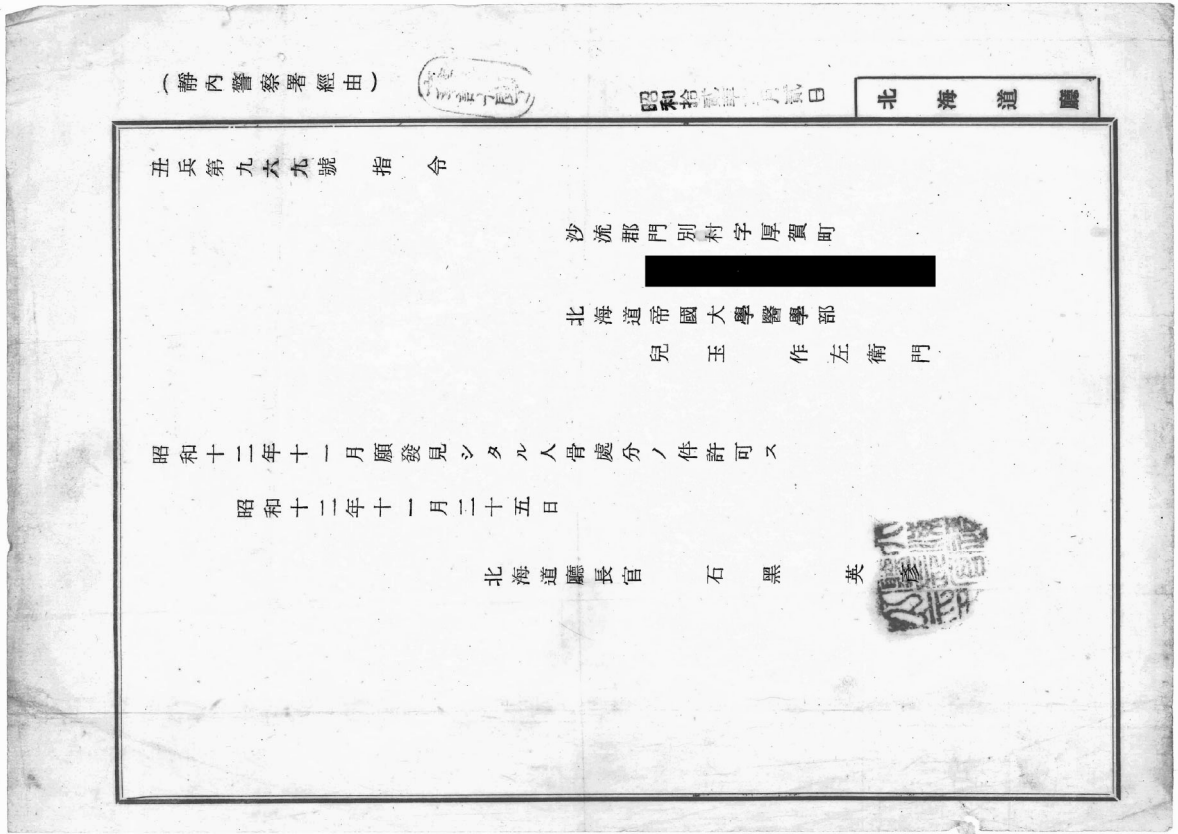 北海道廳
(靜內警察署經由)
丑兵第九六九號 指令
沙流郡門別村字厚賀町
北海道帝國大學醫學部
兒玉 作左衛門
昭和十二年十一月願發見シタル人骨處分ノ件許可ス
昭和十二年十一月二十五日
北海道廳長官 石黑 英彥